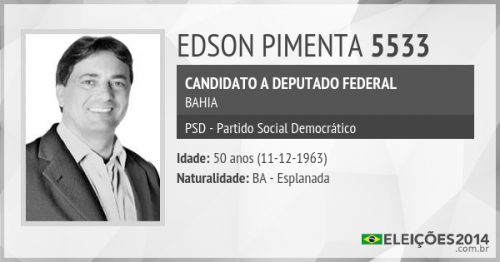 EDSON PIMENTA 5533
CANDIDATO A DEPUTADO FEDERAL
BAHIA
PSD - Partido Social Democrático
Idade: 50 anos (11-12-1963)
Naturalidade: BA - Esplanada
ELEIÇÕES2014
.com.br